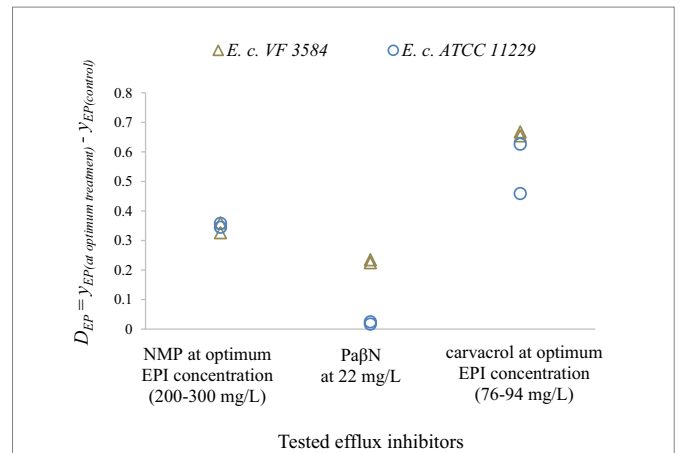 E. c. VF 3584 E. c. ATCC 11229
D_EP = y_EP(at optimum treatment) - y_EP(control)
0.8
0.7
0.6
0.5
0.4
0.3
0.2
0.1
0
NMP at optimum
EPI concentration
(200-300 mg/L)
PaβN
at 22 mg/L
carvacrol at optimum
EPI concentration
(76-94 mg/L)
Tested efflux inhibitors